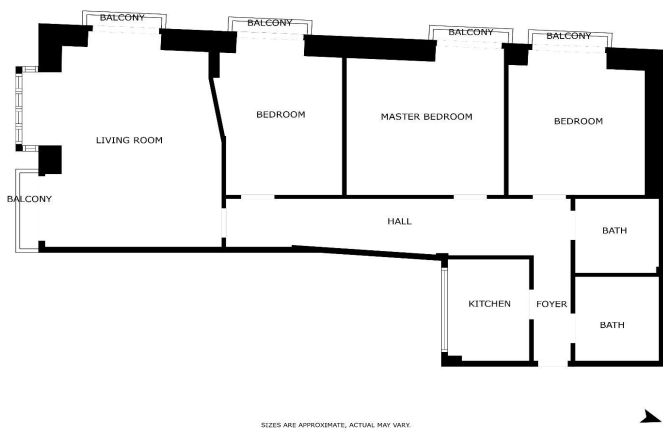 BALCONY
BALCONY
BALCONY
BALCONY
BEDROOM
MASTER BEDROOM
BEDROOM
LIVING ROOM
BALCONY
HALL
BATH
KITCHEN
FOYER
BATH
SIZES ARE APPROXIMATE, ACTUAL MAY VARY.